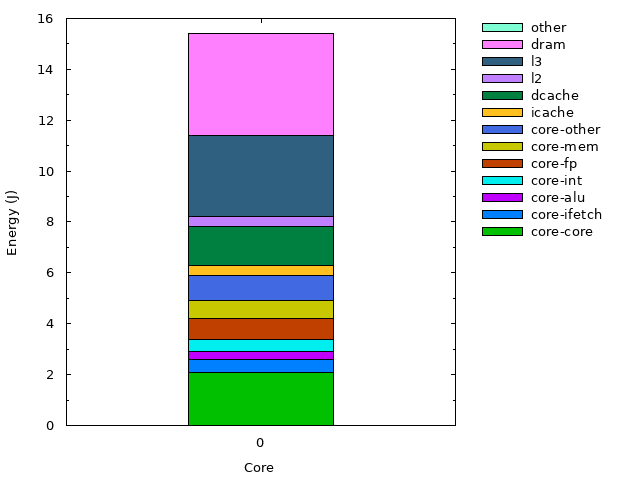 16
14
12
10
8
6
4
2
0
Energy (J)
0
Core
other
dram
l3
l2
dcache
icache
core-other
core-mem
core-fp
core-int
core-alu
core-ifetch
core-core